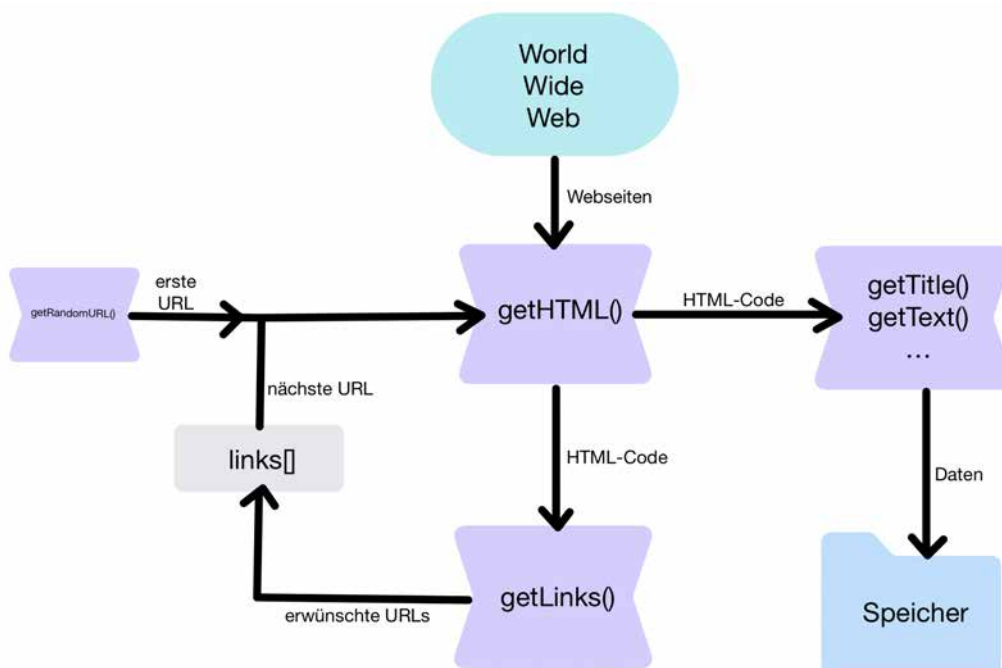 World
Wide
Web
Webseiten
getRandomURL()
erste
URL
getHTML()
HTML-Code
getTitle()
getText()
...
nächste URL
links[]
HTML-Code
Daten
erwünschte URLs
getLinks()
Speicher